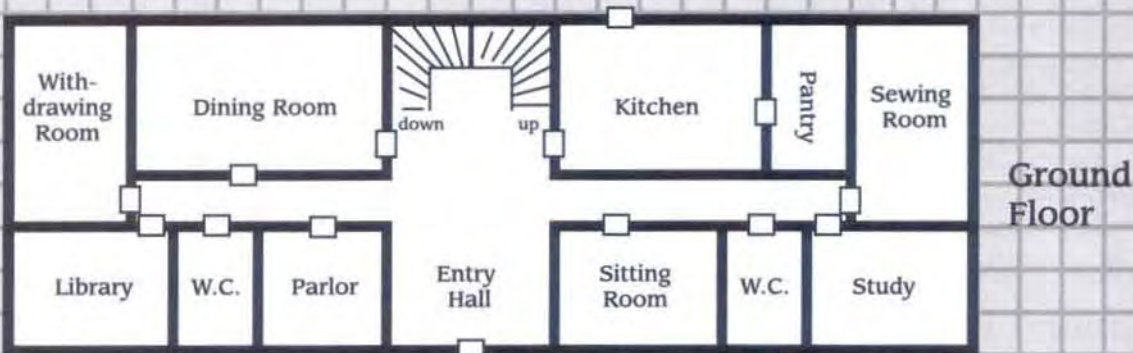 With-
drawing
Room
Dining Room
down
up
Kitchen
Pantry
Sewing
Room
Ground
Floor
Library
W.C.
Parlor
Entry
Hall
Sitting
Room
W.C.
Study